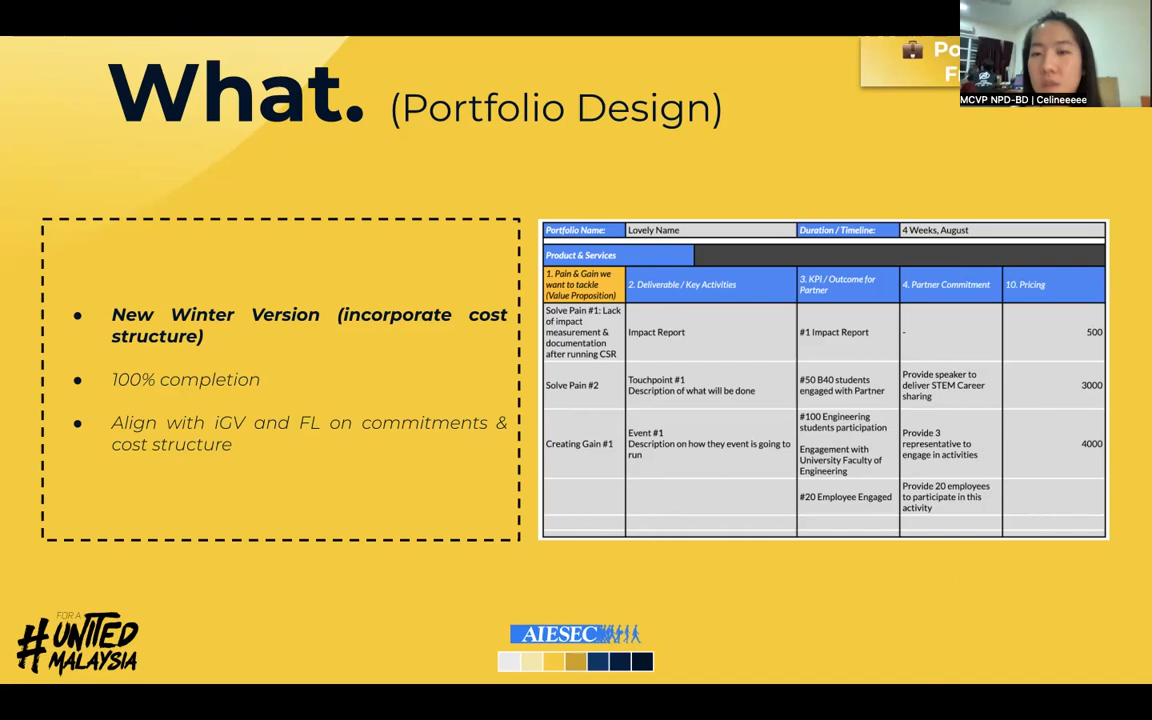 What. (Portfolio Design)
💼 Po
F
MCVP NPD-BD | Celineeeee
● New Winter Version (incorporate cost
structure)
● 100% completion
● Align with iGV and FL on commitments &
cost structure
Portfolio Name: Lovely Name Duration / Timeline: 4 Weeks, August
Product & Services
1. Pain & Gain we
want to tackle
(Value Proposition)
2. Deliverable / Key Activities
3. KPI / Outcome for
Partner
4. Partner Commitment
10. Pricing
Solve Pain #1: Lack
of impact
measurement &
documentation
after running CSR
Impact Report
#1 Impact Report
-
500
Solve Pain #2
Touchpoint #1
Description of what will be done
#50 B40 students
engaged with Partner
Provide speaker to
deliver STEM Career
sharing
3000
Creating Gain #1
Event #1
Description on how they event is going to
run
#100 Engineering
students participation
Engagement with
University Faculty of
Engineering
Provide 3
representative to
engage in activities
4000
#20 Employee Engaged
Provide 20 employees
to participate in this
activity
FOR A
#UNITED
MALAYSIA
AIESEC